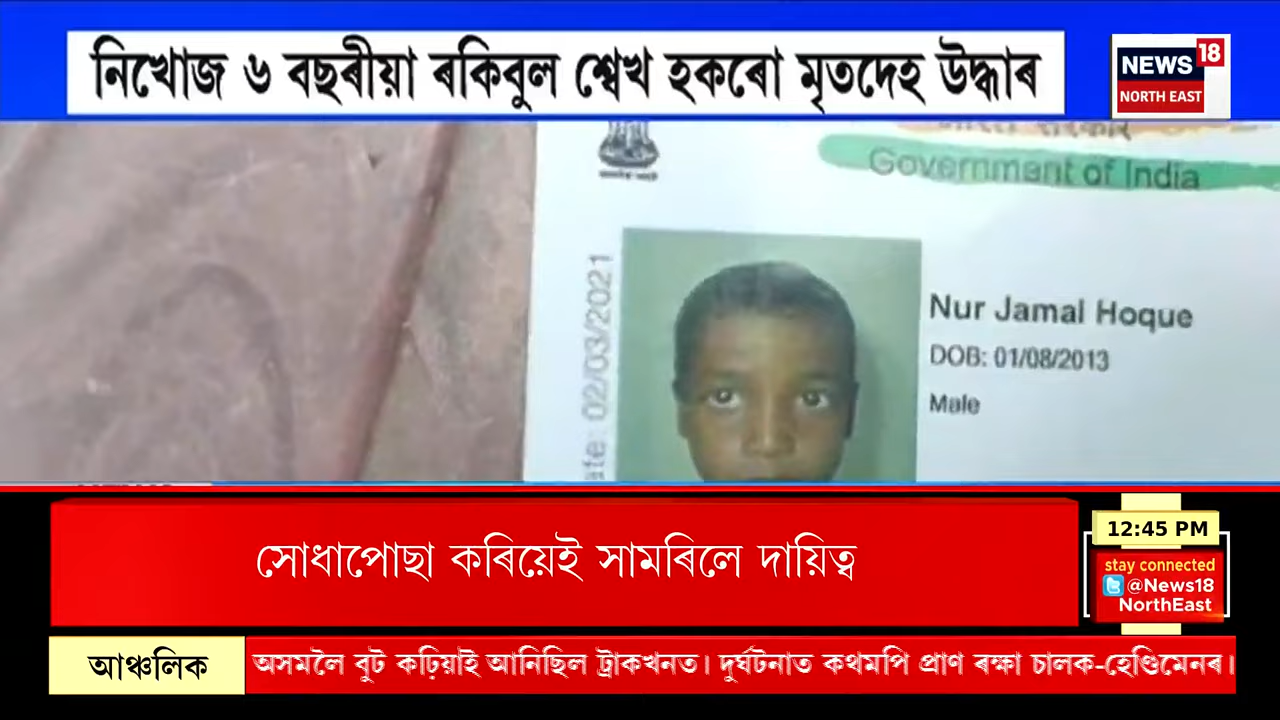 নিখোজ ৬ বছৰীয়া ৰকিবুল শ্বেখ হকৰো মৃতদেহ উদ্ধাৰ
NEWS 18
NORTH EAST
Government of India
02/03/2021
Nur Jamal Hoque
DOB: 01/08/2013
Male
সোধাপোছা কৰিয়েই সামৰিলে দায়িত্ব
12:45 PM
stay connected
@News18
NorthEast
আঞ্চলিক
অসমলৈ বুট কঢ়িয়াই আনিছিল ট্ৰাকখনত। দুৰ্ঘটনাত কথমপি প্ৰাণ ৰক্ষা চালক-হেণ্ডিমেনৰ।